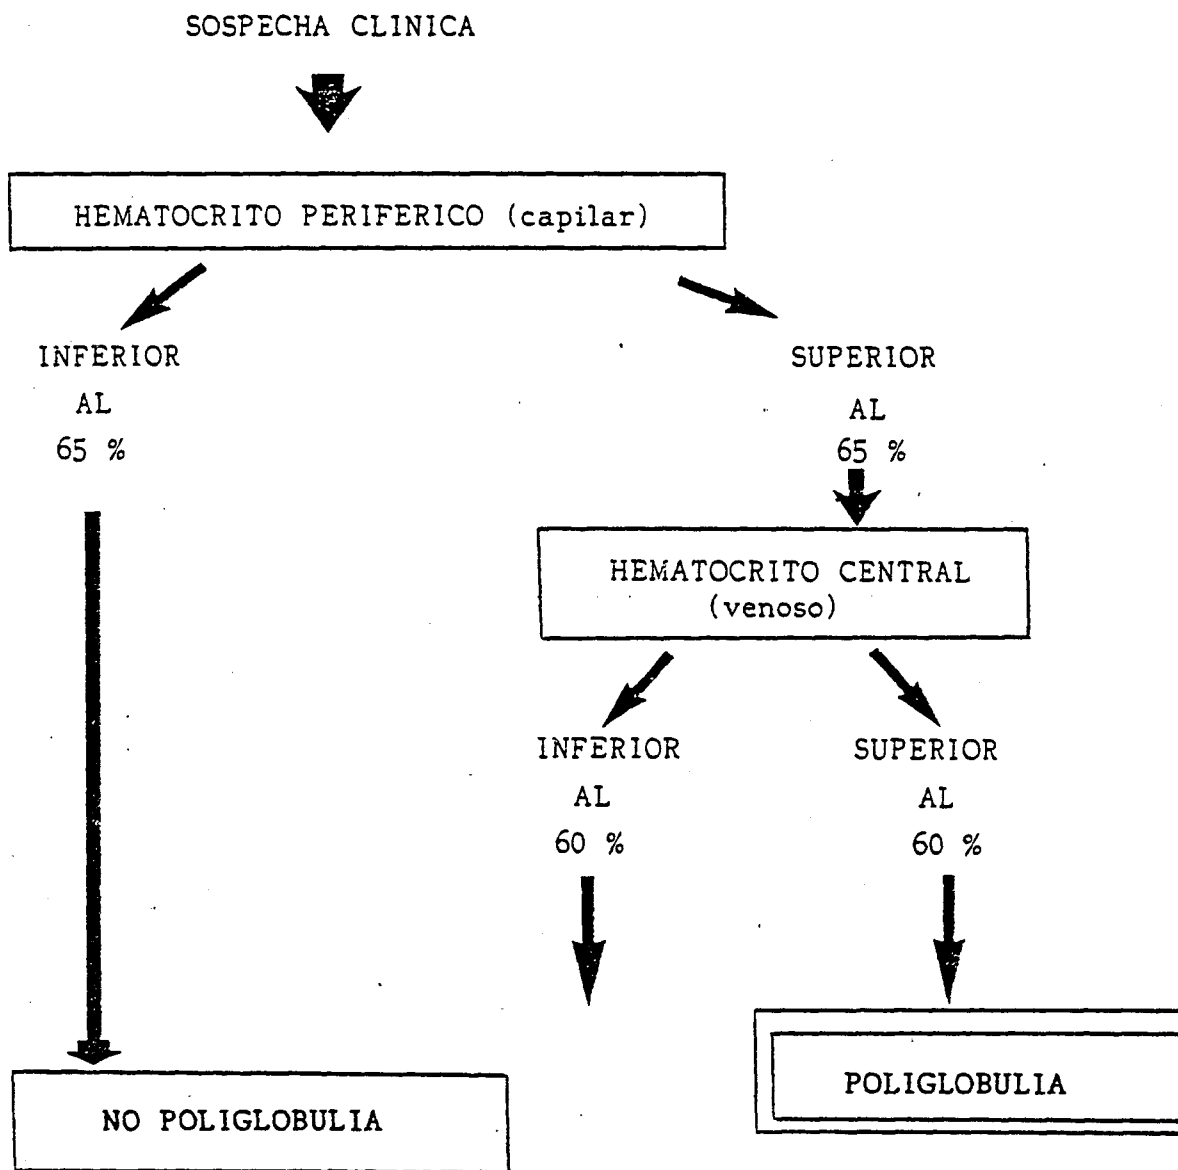 SOSPECHA CLINICA
HEMATOCRITO PERIFERICO (capilar)
INFERIOR
AL
65 %
SUPERIOR
AL
65 %
HEMATOCRITO CENTRAL
(venoso)
INFERIOR
AL
60 %
SUPERIOR
AL
60 %
NO POLIGLOBULIA
POLIGLOBULIA